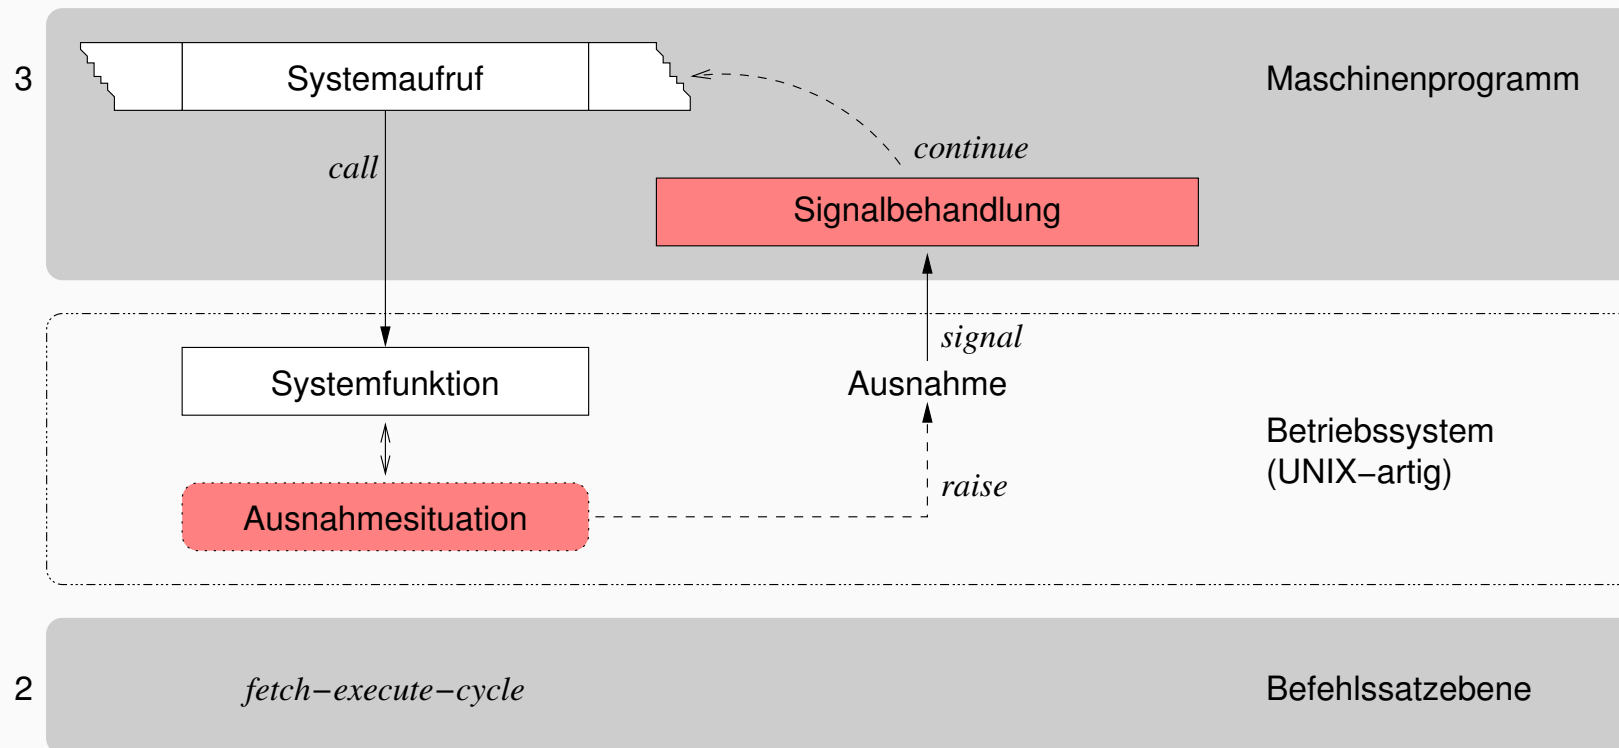 3
Systemaufruf
Maschinenprogramm
call
continue
Signalbehandlung
signal
Systemfunktion
Ausnahme
Betriebssystem
(UNIX−artig)
raise
Ausnahmesituation
2
fetch−execute−cycle
Befehlssatzebene